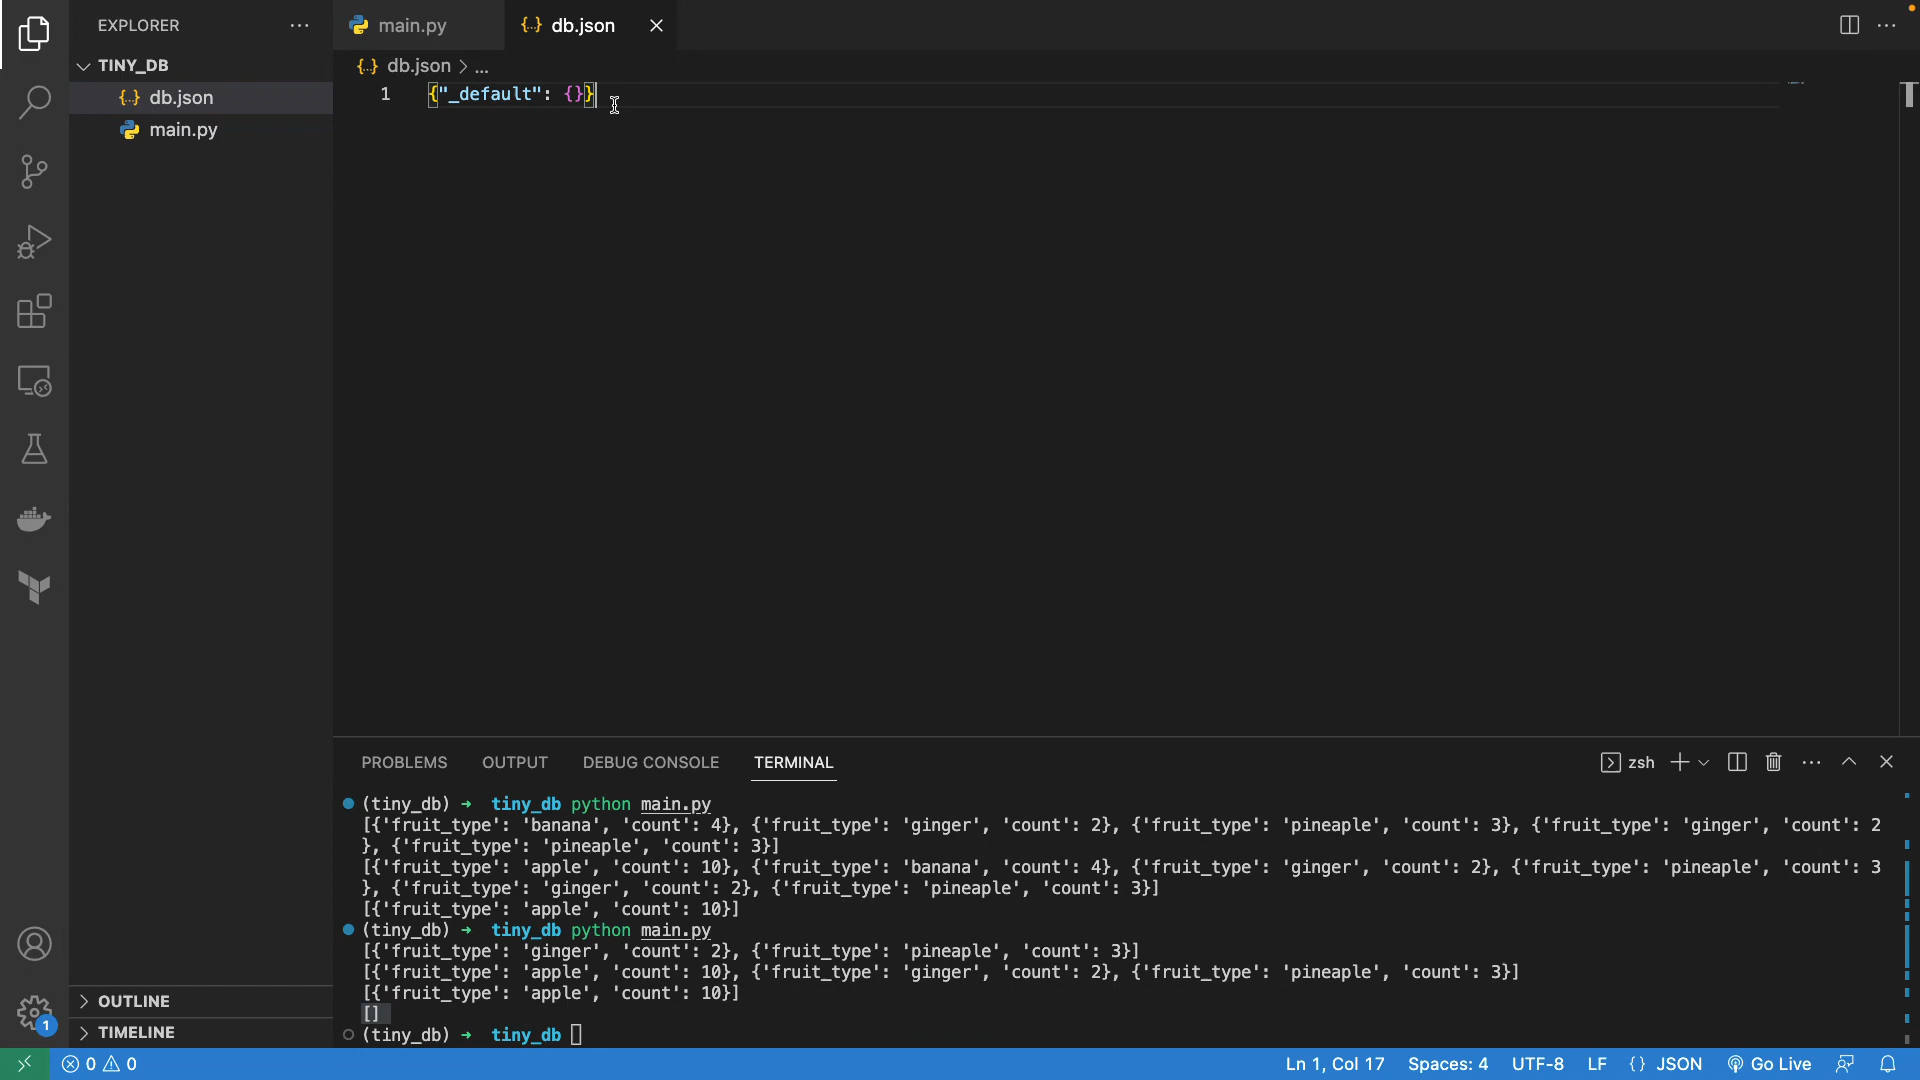 EXPLORER
TINY_DB
db.json
main.py
OUTLINE
TIMELINE
1
main.py
{..} db.json
{..} db.json > ...
1 {"_default": {}}
PROBLEMS OUTPUT DEBUG CONSOLE TERMINAL
zsh
(tiny_db) → tiny_db python main.py
[{'fruit_type': 'banana', 'count': 4}, {'fruit_type': 'ginger', 'count': 2}, {'fruit_type': 'pineaple', 'count': 3}, {'fruit_type': 'ginger', 'count': 2
}, {'fruit_type': 'pineaple', 'count': 3}]
[{'fruit_type': 'apple', 'count': 10}, {'fruit_type': 'banana', 'count': 4}, {'fruit_type': 'ginger', 'count': 2}, {'fruit_type': 'pineaple', 'count': 3
}, {'fruit_type': 'ginger', 'count': 2}, {'fruit_type': 'pineaple', 'count': 3}]
[{'fruit_type': 'apple', 'count': 10}]
(tiny_db) → tiny_db python main.py
[{'fruit_type': 'ginger', 'count': 2}, {'fruit_type': 'pineaple', 'count': 3}]
[{'fruit_type': 'apple', 'count': 10}, {'fruit_type': 'ginger', 'count': 2}, {'fruit_type': 'pineaple', 'count': 3}]
[{'fruit_type': 'apple', 'count': 10}]
[]
(tiny_db) → tiny_db
0 0 Ln 1, Col 17 Spaces: 4 UTF-8 LF {} JSON Go Live